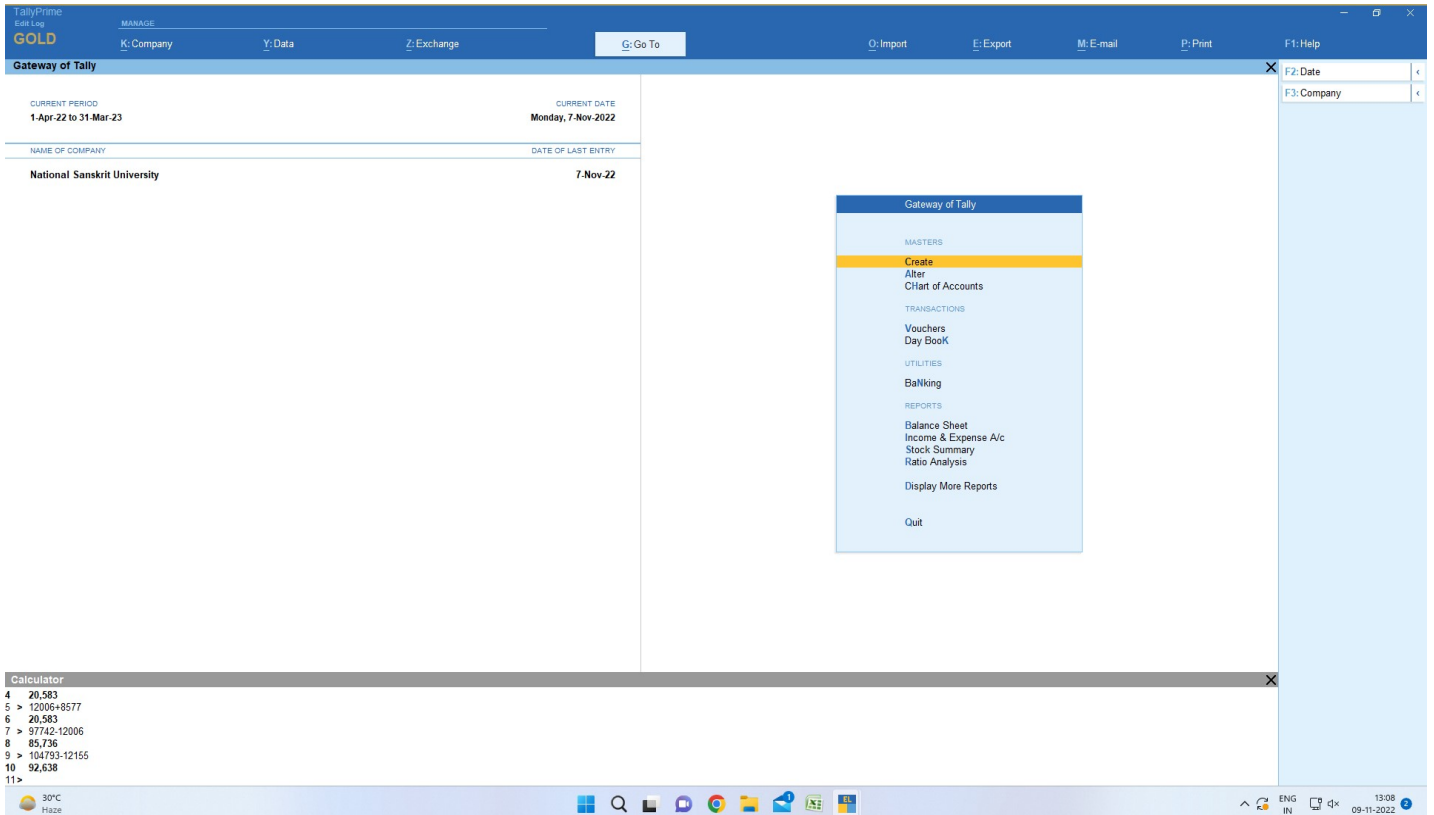 TallyPrime
Edit Log
GOLD
MANAGE
K: Company Y: Data Z: Exchange G: Go To O: Import E: Export M: E-mail P: Print F1: Help
Gateway of Tally
F2: Date
F3: Company
CURRENT PERIOD CURRENT DATE
1-Apr-22 to 31-Mar-23 Monday, 7-Nov-2022
NAME OF COMPANY DATE OF LAST ENTRY
National Sanskrit University 7-Nov-22
Gateway of Tally
MASTERS
Create
Alter
CHart of Accounts
TRANSACTIONS
Vouchers
Day BooK
UTILITIES
BaNking
REPORTS
Balance Sheet
Income & Expense A/c
Stock Summary
Ratio Analysis
Display More Reports
Quit
Calculator
4 20,583
5 > 12006+8577
6 20,583
7 > 97742-12006
8 85,736
9 > 104793-12155
10 92,638
11 >
30°C
Haze
1
EL
ENG
IN
13:08
09-11-2022
2